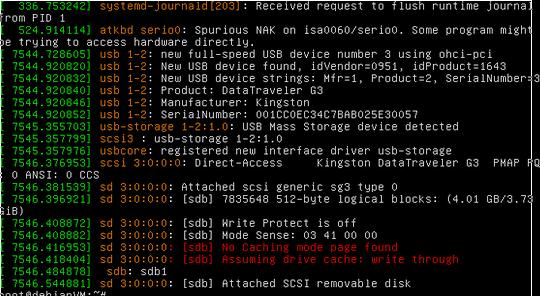 336.753242] systemd-journald[203]: Received request to flush runtime journal
from PID 1
[  524.914114] atkbd serio0: Spurious NAK on isa0060/serio0. Some program might
be trying to access hardware directly.
[ 7544.728605] usb 1-2: new full-speed USB device number 3 using ohci-pci
[ 7544.920820] usb 1-2: New USB device found, idVendor=0951, idProduct=1643
[ 7544.920832] usb 1-2: New USB device strings: Mfr=1, Product=2, SerialNumber=3
[ 7544.920840] usb 1-2: Product: DataTraveler G3
[ 7544.920846] usb 1-2: Manufacturer: Kingston
[ 7544.920852] usb 1-2: SerialNumber: 001CC0EC34C7BAB025E30057
[ 7545.355703] usb-storage 1-2:1.0: USB Mass Storage device detected
[ 7545.357799] scsi3 : usb-storage 1-2:1.0
[ 7545.357976] usbcore: registered new interface driver usb-storage
[ 7546.376953] scsi 3:0:0:0: Direct-Access     Kingston DataTraveler G3  PMAP PQ
: 0 ANSI: 0 CCS
[ 7546.381539] sd 3:0:0:0: Attached scsi generic sg3 type 0
[ 7546.396921] sd 3:0:0:0: [sdb] 7835648 512-byte logical blocks: (4.01 GB/3.73
GiB)
[ 7546.408872] sd 3:0:0:0: [sdb] Write Protect is off
[ 7546.408882] sd 3:0:0:0: [sdb] Mode Sense: 03 41 00 00
[ 7546.416953] sd 3:0:0:0: [sdb] No Caching mode page found
[ 7546.418404] sd 3:0:0:0: [sdb] Assuming drive cache: write through
[ 7546.484878]  sdb: sdb1
[ 7546.544881] sd 3:0:0:0: [sdb] Attached SCSI removable disk
root@debianVM:~#